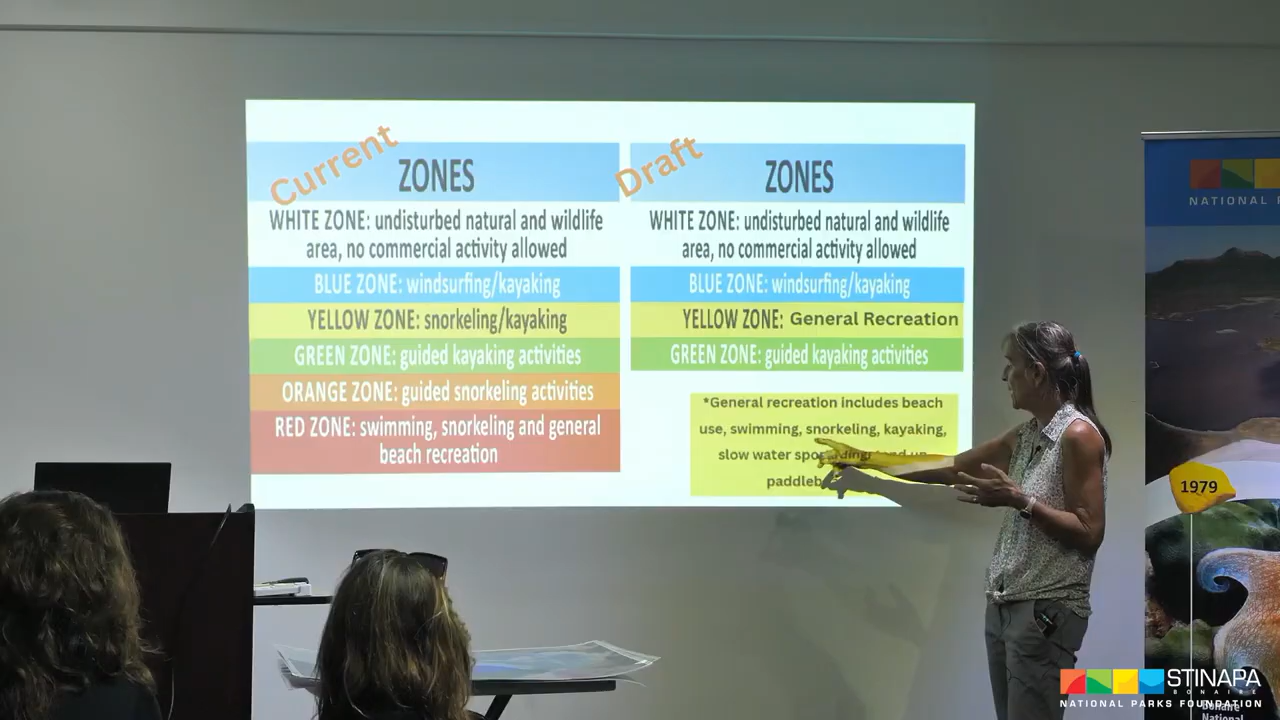 Current
ZONES
WHITE ZONE: undisturbed natural and wildlife
area, no commercial activity allowed
BLUE ZONE: windsurfing/kayaking
YELLOW ZONE: snorkeling/kayaking
GREEN ZONE: guided kayaking activities
ORANGE ZONE: guided snorkeling activities
RED ZONE: swimming, snorkeling and general
beach recreation
Draft
ZONES
WHITE ZONE: undisturbed natural and wildlife
area, no commercial activity allowed
BLUE ZONE: windsurfing/kayaking
YELLOW ZONE: General Recreation
GREEN ZONE: guided kayaking activities
*General recreation includes beach
use, swimming, snorkeling, kayaking,
slow water up
NATIONAL
1979
STINAPA
BONAIRE
NATIONAL PARKS FOUNDATION
Bonaire
National